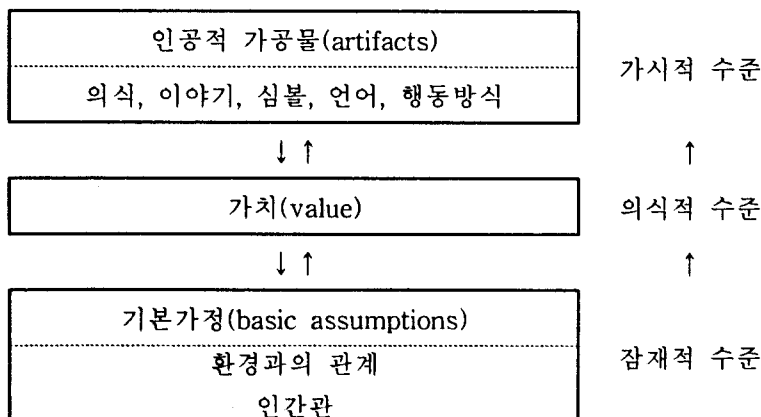 인공적 가공물(artifacts)
가시적 수준
의식, 이야기, 심볼, 언어, 행동방식
↓ ↑ ↑
가치(value) 의식적 수준
↓ ↑ ↑
기본가정(basic assumptions)
환경과의 관계 잠재적 수준
인간관